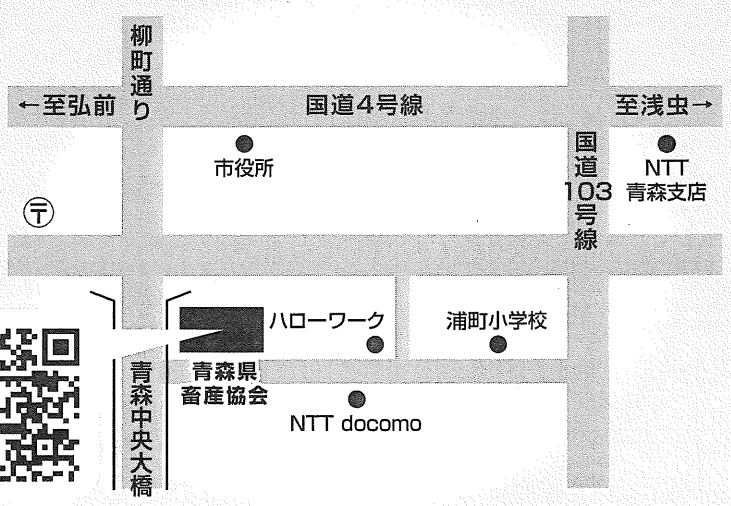 柳町通り
←至弘前
国道4号線
至浅虫→
市役所
国道103号線
NTT
青森支店
〒
ハローワーク
浦町小学校
青森県
畜産協会
NTT docomo
青森中央大橋